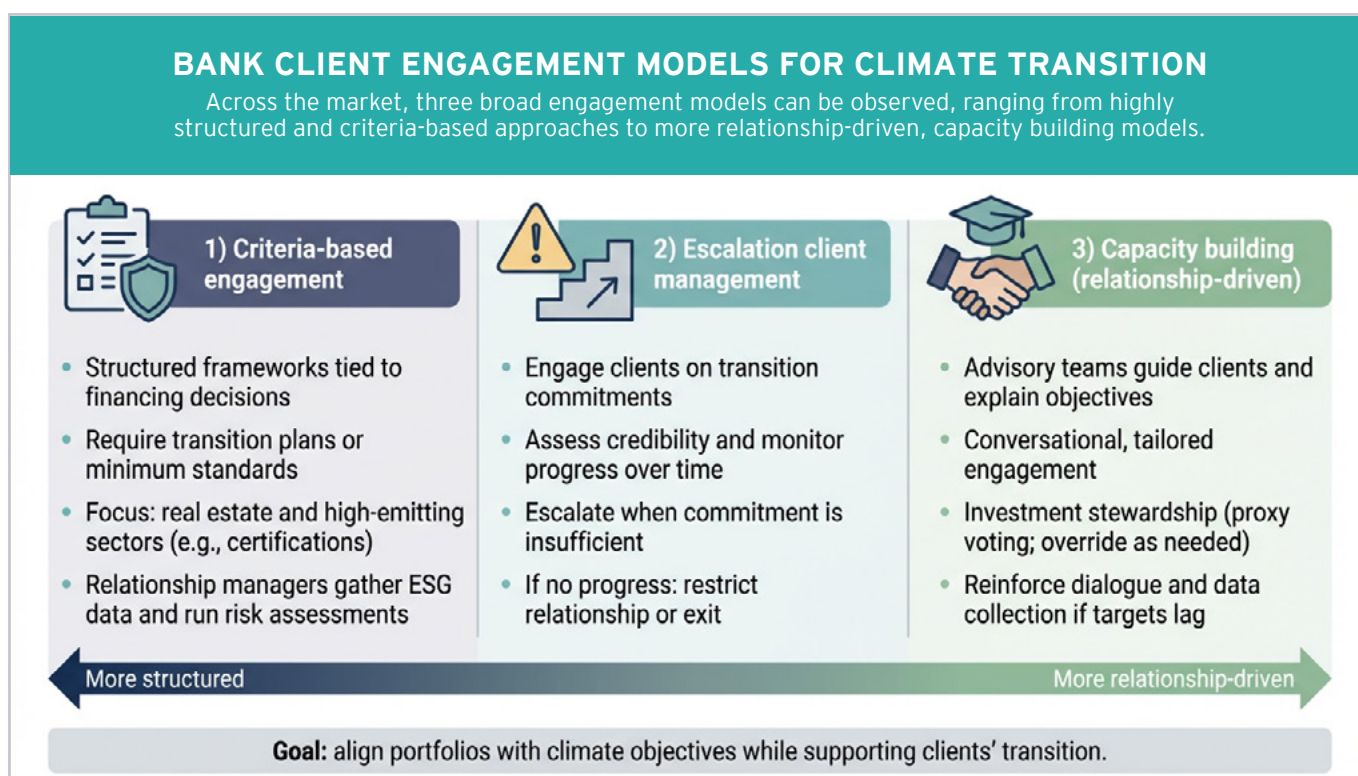 BANK CLIENT ENGAGEMENT MODELS FOR CLIMATE TRANSITION
Across the market, three broad engagement models can be observed, ranging from highly
structured and criteria-based approaches to more relationship-driven, capacity building models.
1) Criteria-based
engagement
• Structured frameworks tied to
financing decisions
• Require transition plans or
minimum standards
• Focus: real estate and high-emitting
sectors (e.g., certifications)
• Relationship managers gather ESG
data and run risk assessments
2) Escalation client
management
• Engage clients on transition
commitments
• Assess credibility and monitor
progress over time
• Escalate when commitment is
insufficient
• If no progress: restrict
relationship or exit
3) Capacity building
(relationship-driven)
• Advisory teams guide clients and
explain objectives
• Conversational, tailored
engagement
• Investment stewardship (proxy
voting; override as needed)
• Reinforce dialogue and data
collection if targets lag
More structured
More relationship-driven
Goal: align portfolios with climate objectives while supporting clients' transition.